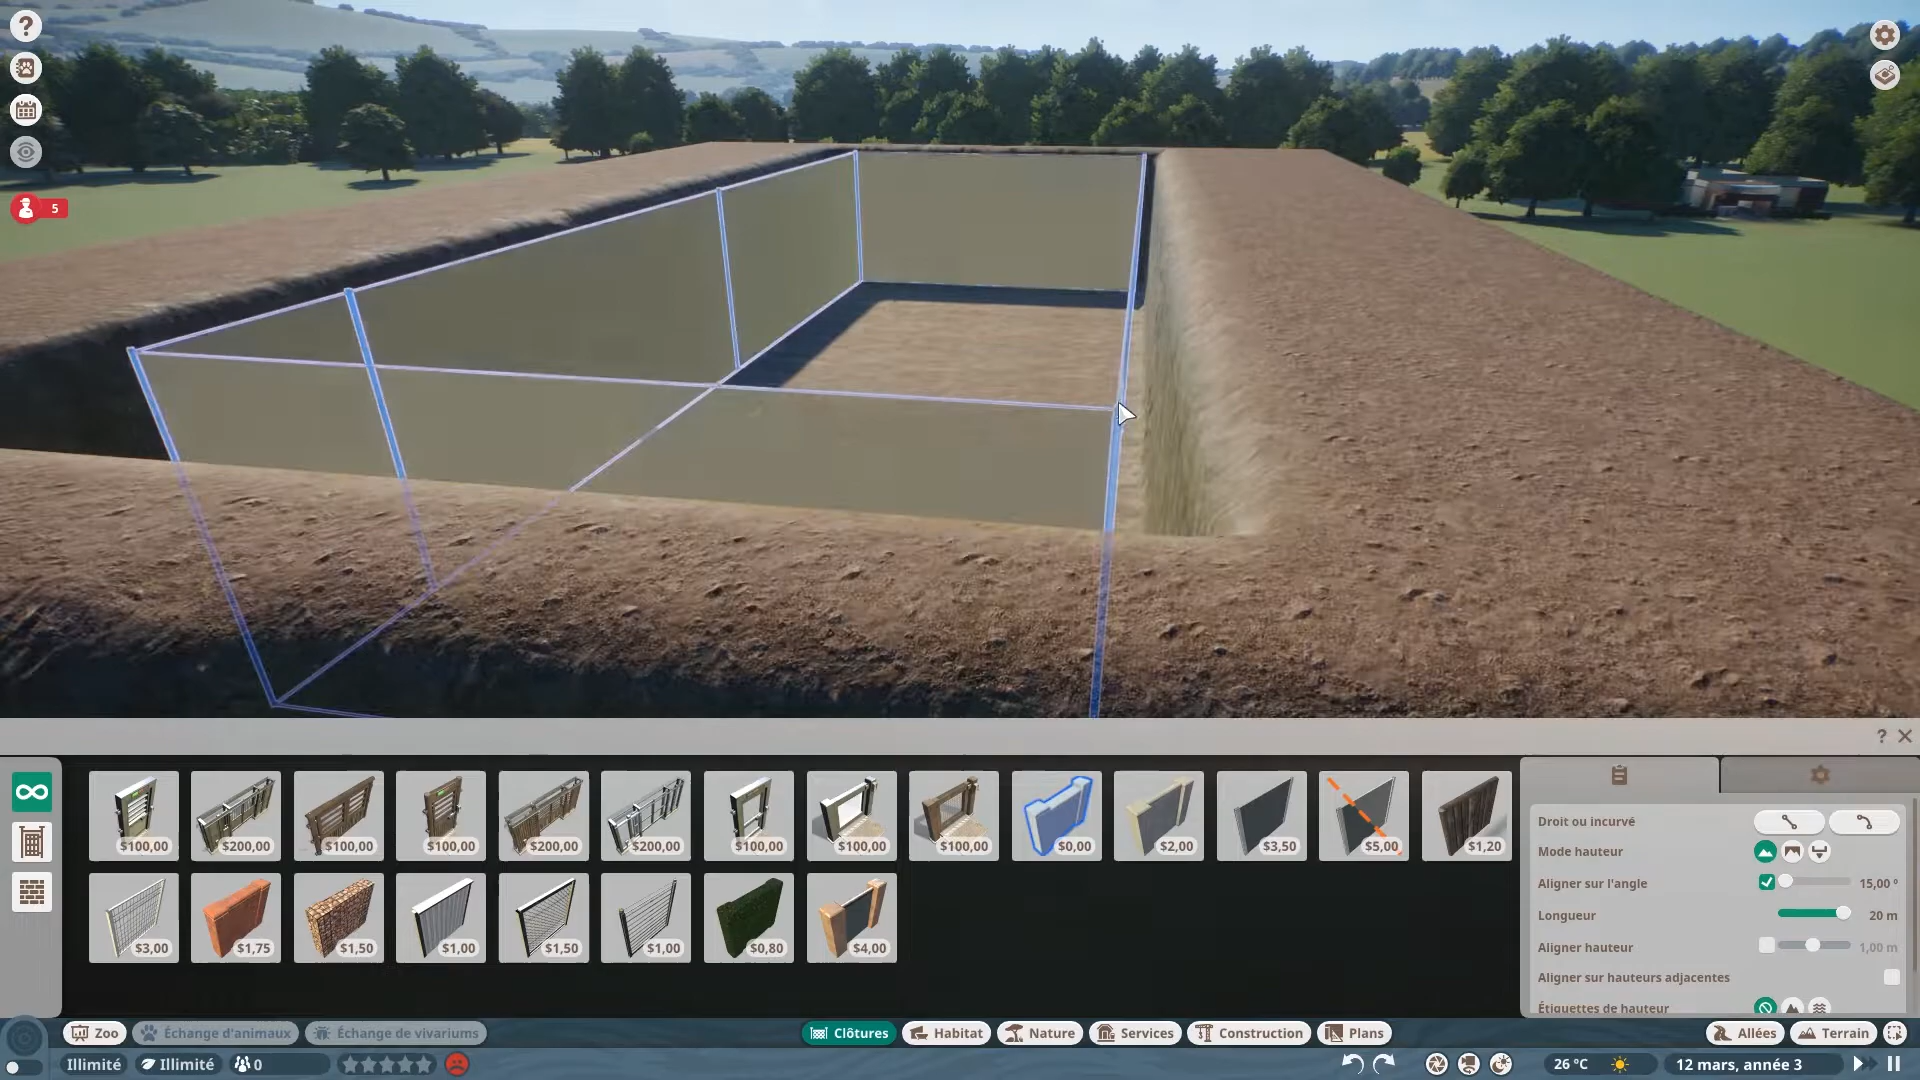 ?
5
? ×
$100,00 $200,00 $100,00 $100,00 $200,00 $200,00 $100,00 $100,00 $100,00 $0,00 $2,00 $3,50 $5,00 $1,20
$3,00 $1,75 $1,50 $1,00 $1,50 $1,00 $0,80 $4,00
Droit ou incurvé
Mode hauteur
Aligner sur l'angle 15,00 °
Longueur 20 m
Aligner hauteur 1,00 m
Aligner sur hauteurs adjacentes
Étiquettes de hauteur
Zoo Échange d'animaux Échange de vivariums Clôtures Habitat Nature Services Construction Plans Allées Terrain
Illimité Illimité 0 26 °C 12 mars, année 3